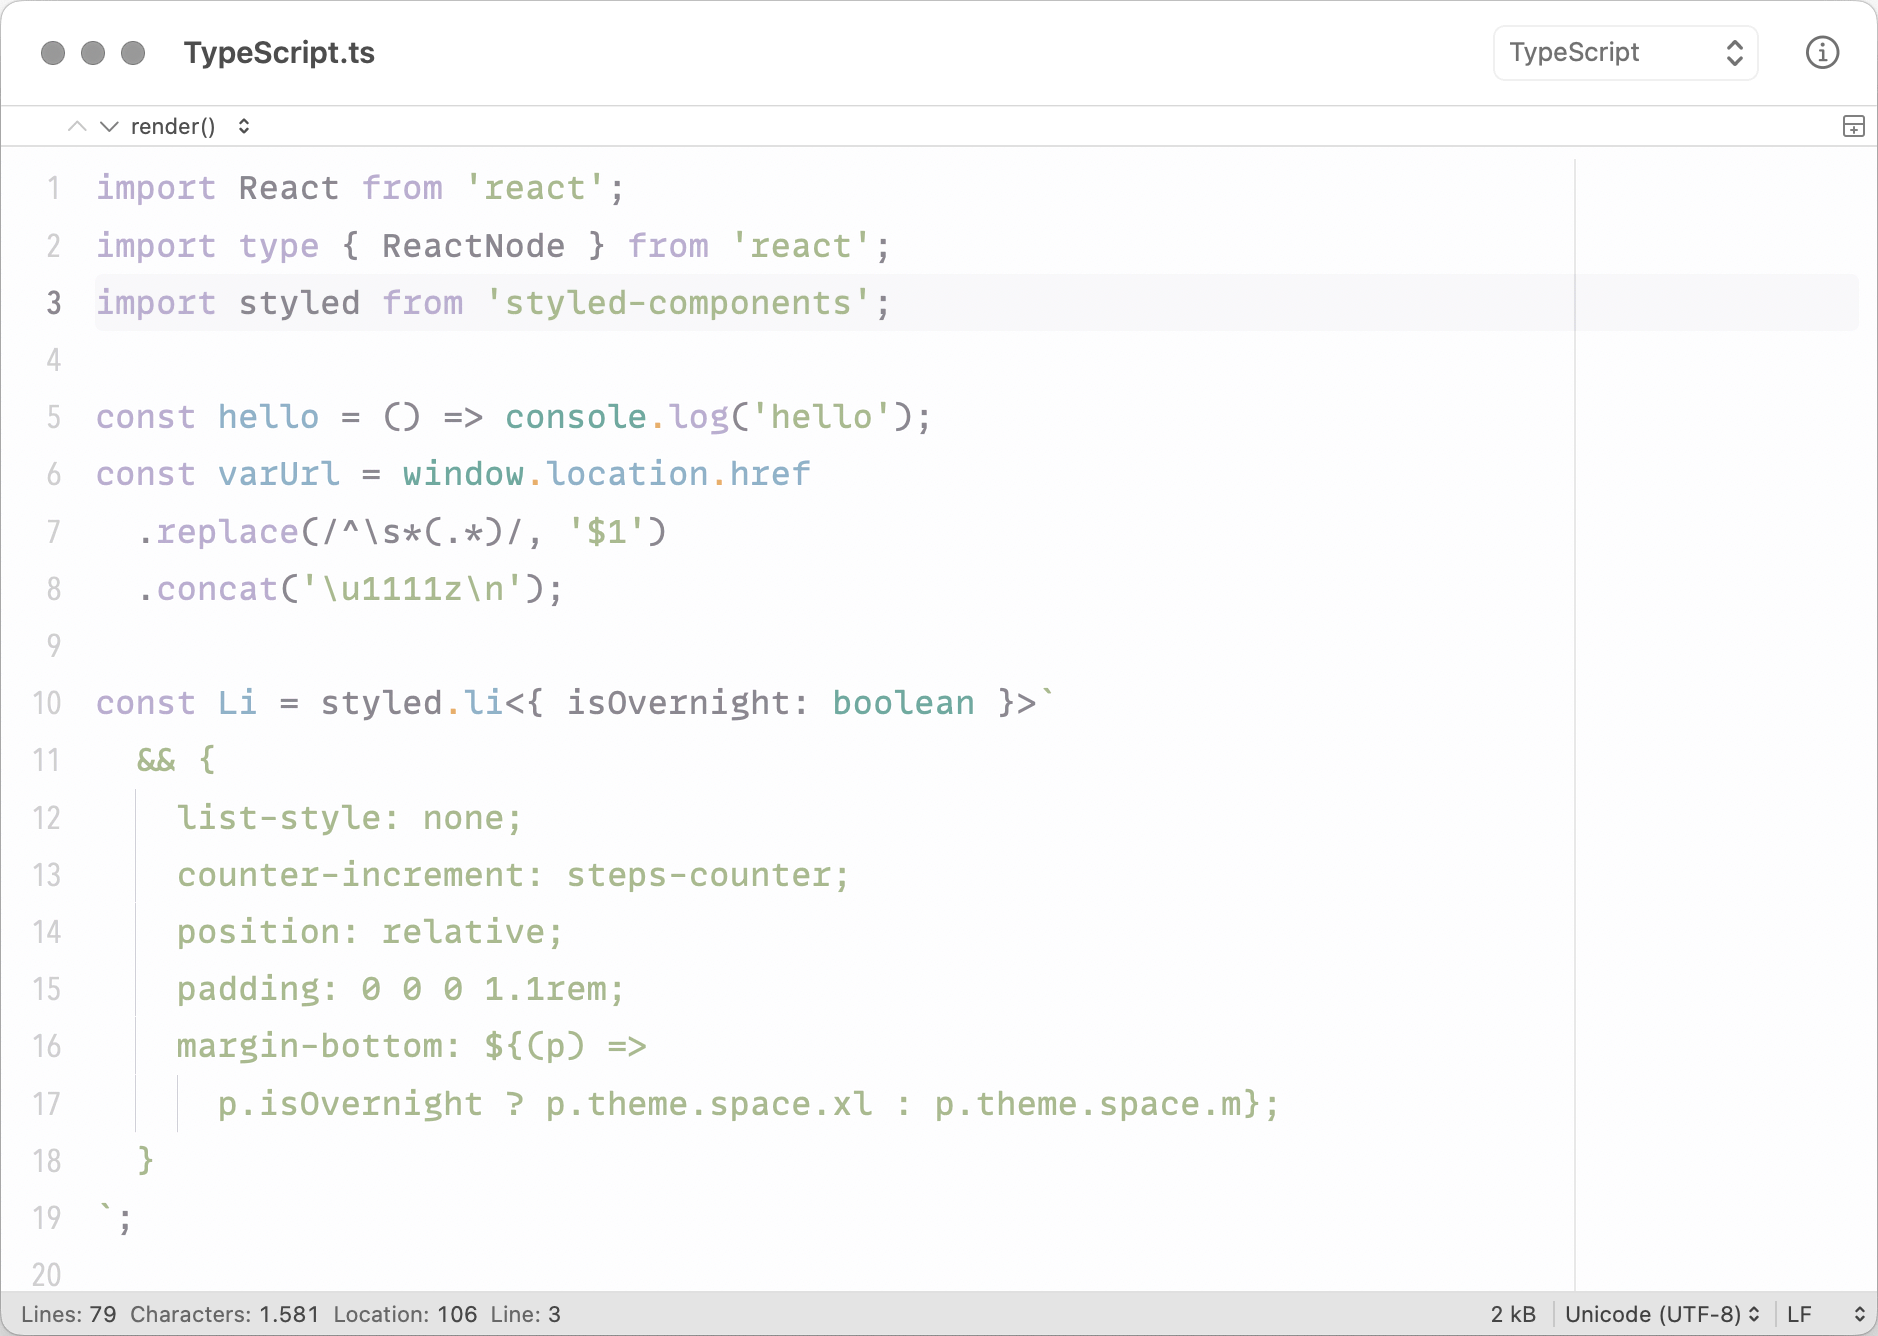 TypeScript.ts
TypeScript
render()
1 import React from 'react';
2 import type { ReactNode } from 'react';
3 import styled from 'styled-components';
4
5 const hello = () => console.log('hello');
6 const varUrl = window.location.href
7   .replace(/^\s*(.*)/, '$1')
8   .concat('\u1111z\n');
9
10 const Li = styled.li<{ isOvernight: boolean }>`
11   && {
12     list-style: none;
13     counter-increment: steps-counter;
14     position: relative;
15     padding: 0 0 0 1.1rem;
16     margin-bottom: ${(p) =>
17       p.isOvernight ? p.theme.space.xl : p.theme.space.m};
18   }
19 `;
20
Lines: 79 Characters: 1.581 Location: 106 Line: 3 2 kB Unicode (UTF-8) LF